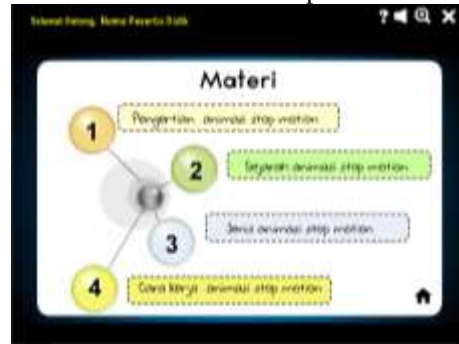 Selamat Datang, Nama Peserta Didik
Materi
1
Pengertian animasi stop motion
2
Sejarah animasi stop motion
3
Jenis animasi stop motion
4
Cara kerja animasi stop motion